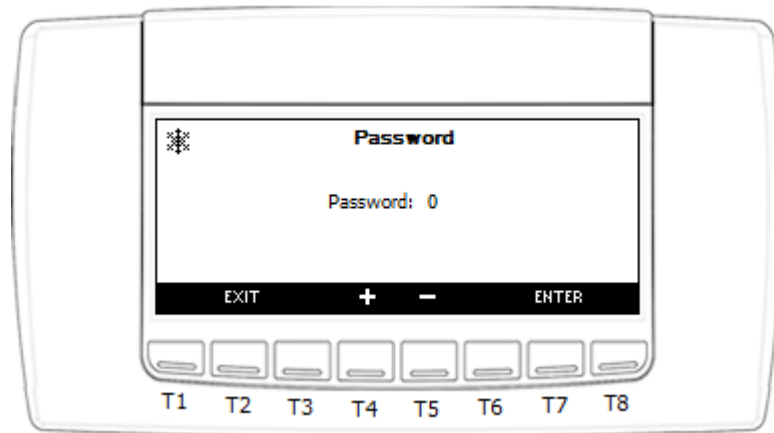 Password
Password: 0
EXIT + − ENTER
T1 T2 T3 T4 T5 T6 T7 T8